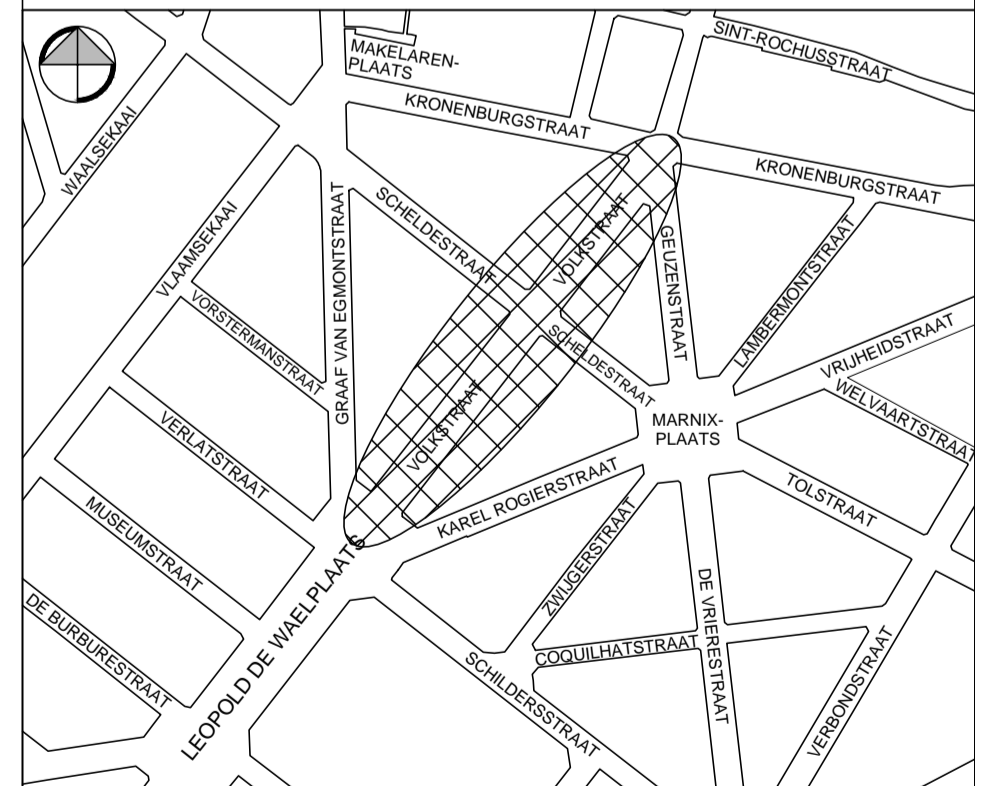 SINT-ROCHUSSTRAAT
MAKELAREN-
PLAATS
KRONENBURGSTRAAT
WAALSEKAAI
KRONENBURGSTRAAT
SCHELDESTRAAT
VOLKSTRAAT
VLAAMSEKAAI
GRAAF VAN EGMONTSTRAAT
GEUZENSTRAAT
LAMBERMONTSTRAAT
VORSTERMANSTRAAT
SCHELDESTRAAT
VRIJHEIDSTRAAT
WELVAARTSTRAAT
VOLKSTRAAT
MARNIX-
PLAATS
VERLATSTRAAT
KAREL ROGIERSTRAAT
TOLSTRAAT
MUSEUMSTRAAT
ZWIJGERSTRAAT
LEOPOLD DE WAELPLAATS
DE VRIERESTRAAT
DE BURBURESTRAAT
COQUILHATSTRAAT
SCHILDERSSTRAAT
VERBONDSTRAAT